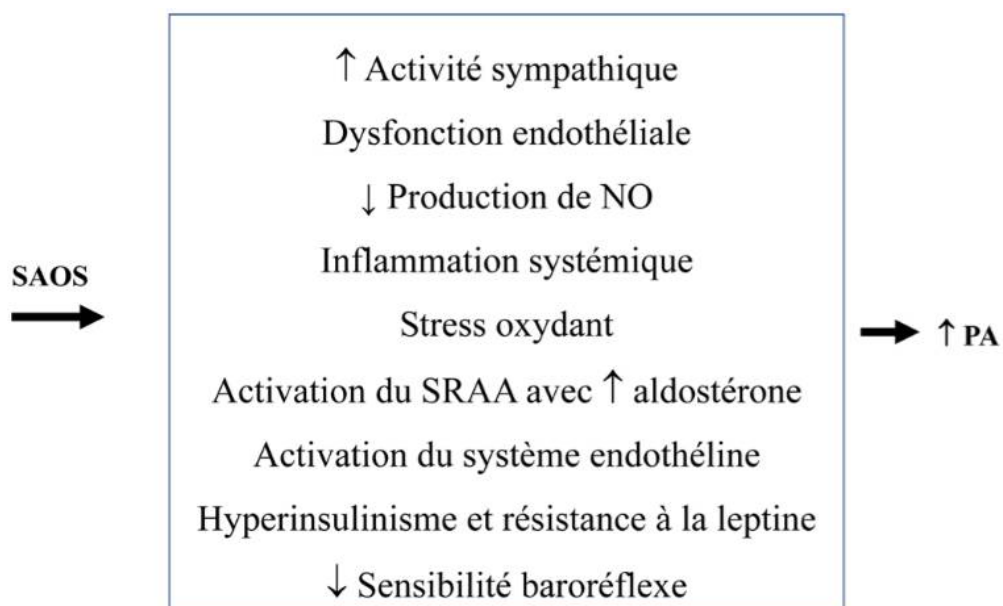 ↑ Activité sympathique
Dysfonction endothéliale
↓ Production de NO
Inflammation systémique
SAOS
Stress oxydant
↑ PA
Activation du SRAA avec ↑ aldostérone
Activation du système endothéline
Hyperinsulinisme et résistance à la leptine
↓ Sensibilité baroréflexe